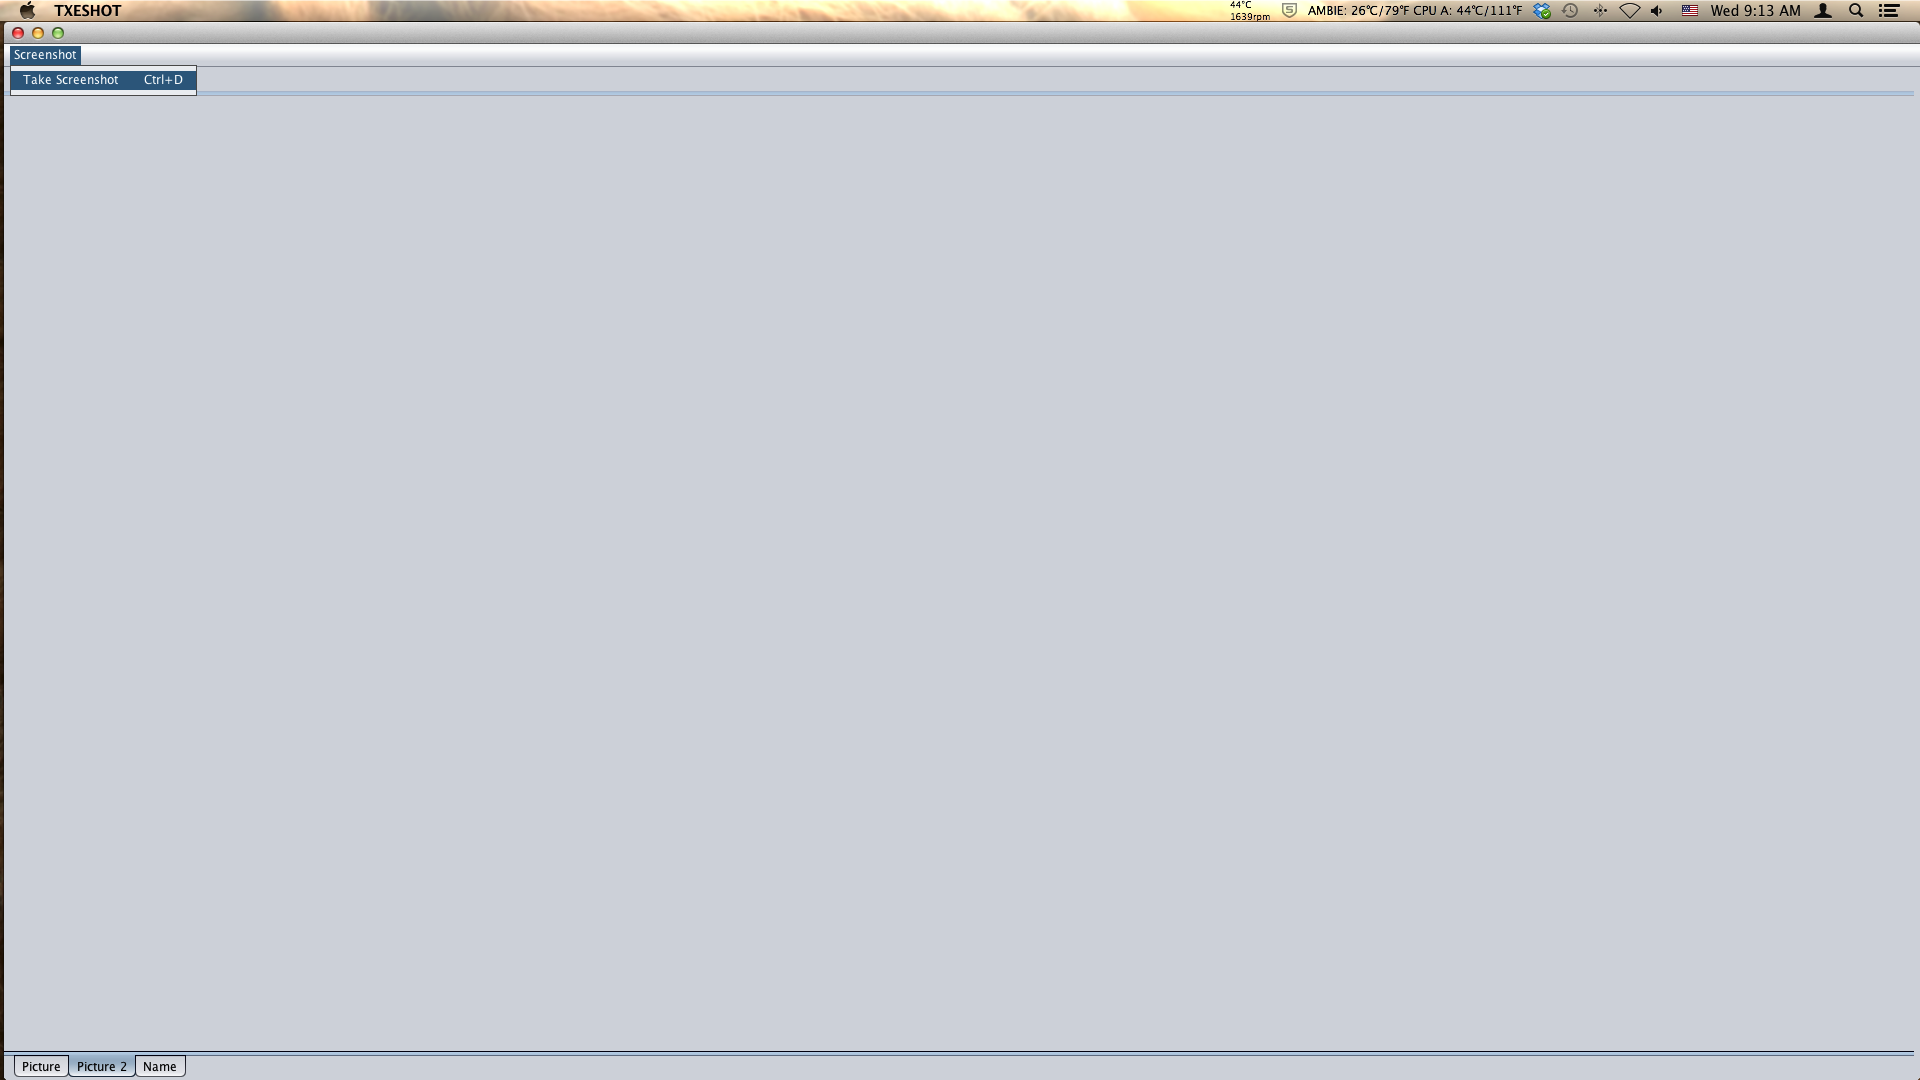 TXESHOT
44°C
1639rpm
AMBIE: 26°C/79°F CPU A: 44°C/111°F
Wed 9:13 AM
Screenshot
Take Screenshot Ctrl+D
Picture
Picture 2
Name